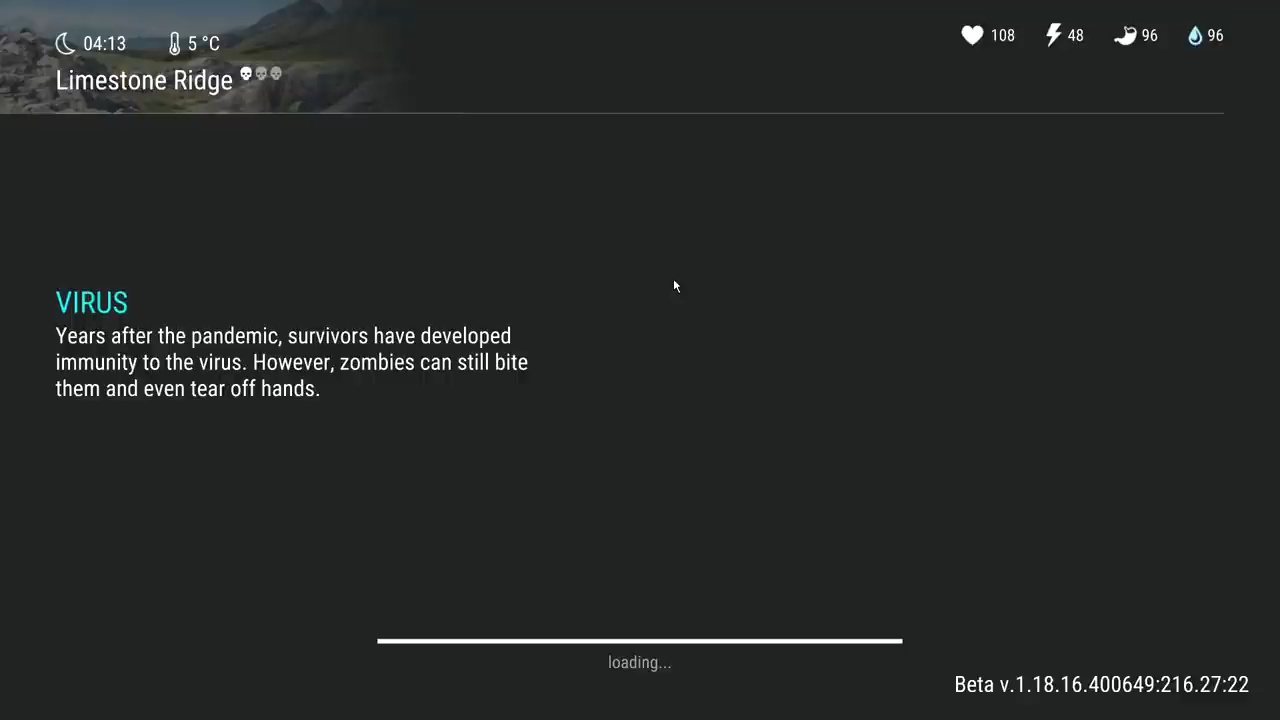 04:13
5 °C
108
48
96
96
Limestone Ridge
VIRUS
Years after the pandemic, survivors have developed
immunity to the virus. However, zombies can still bite
them and even tear off hands.
loading...
Beta v.1.18.16.400649:216.27:22